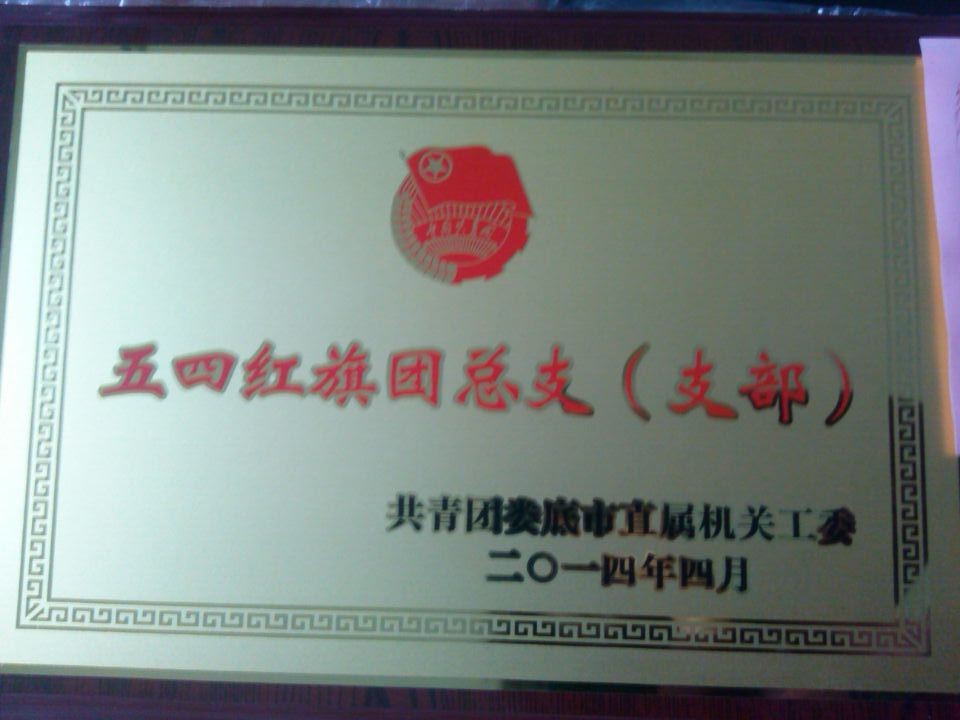 五四红旗团总支（支部）
共青团娄底市直属机关工委
二〇一四年四月